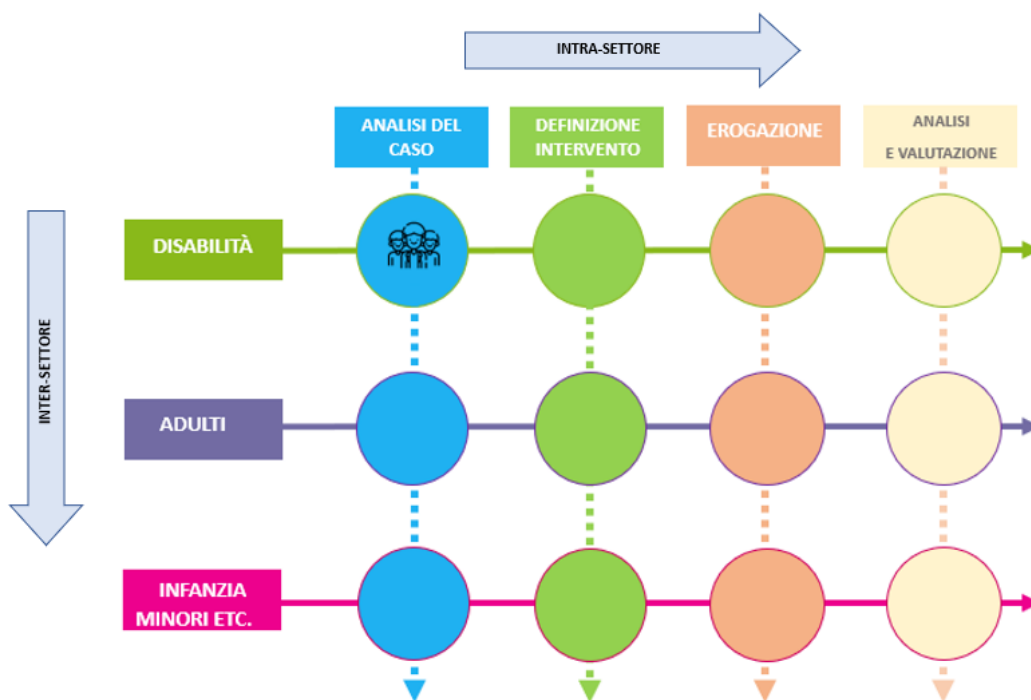 INTRA-SETTORE
ANALISI DEL
CASO
DEFINIZIONE
INTERVENTO
EROGAZIONE
ANALISI
E VALUTAZIONE
INTER-SETTORE
DISABILITÀ
ADULTI
INFANZIA
MINORI ETC.